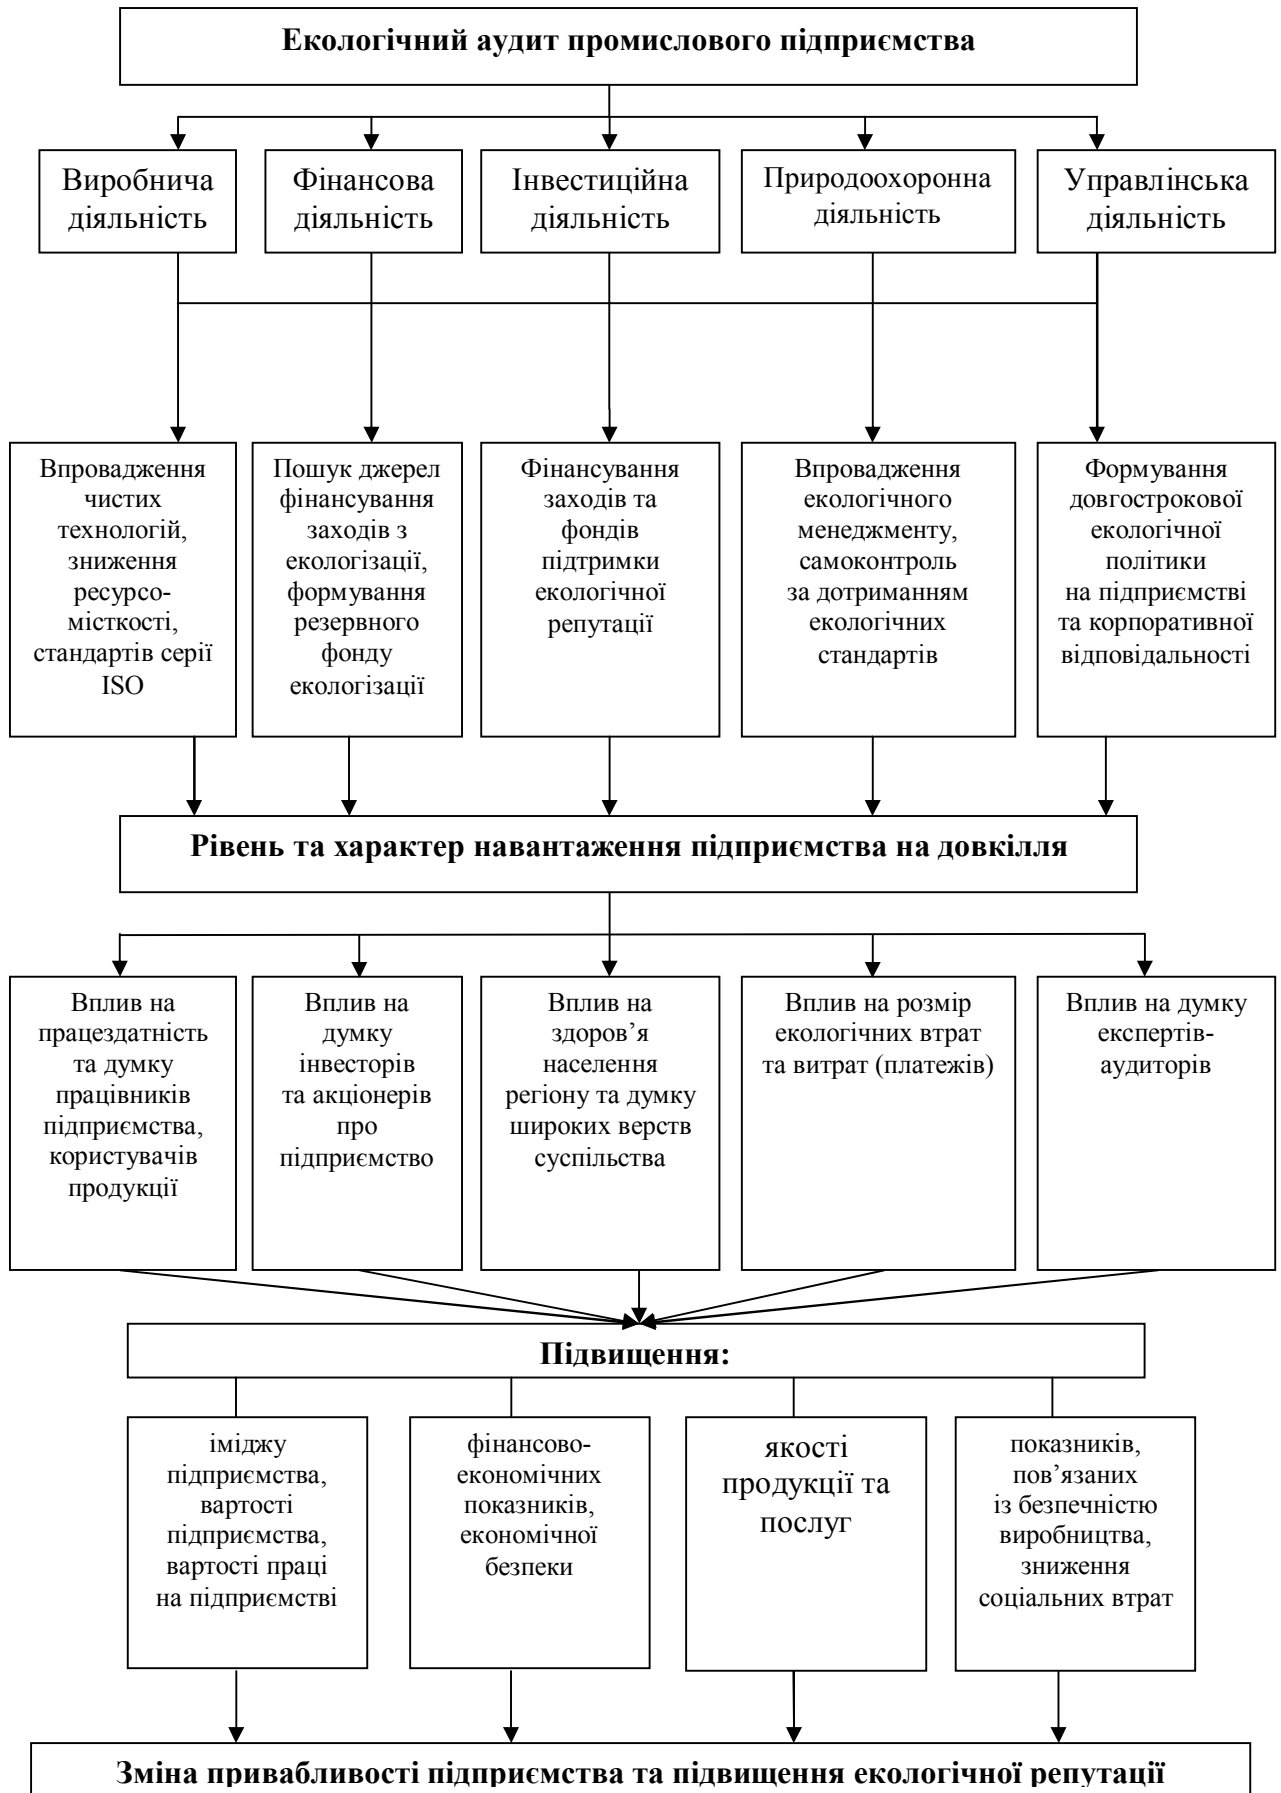 Екологічний аудит промислового підприємства
Виробнича
діяльність
Фінансова
діяльність
Інвестиційна
діяльність
Природоохоронна
діяльність
Управлінська
діяльність
Впровадження
чистих
технологій,
зниження
ресурсо-
місткості,
стандартів серії
ISO
Пошук джерел
фінансування
заходів з
екологізації,
формування
резервного
фонду
екологізації
Фінансування
заходів та
фондів
підтримки
екологічної
репутації
Впровадження
екологічного
менеджменту,
самоконтроль
за дотриманням
екологічних
стандартів
Формування
довгострокової
екологічної
політики
на підприємстві
та корпоративної
відповідальності
Рівень та характер навантаження підприємства на довкілля
Вплив на
працездатність
та думку
працівників
підприємства,
користувачів
продукції
Вплив на
думку
інвесторів
та акціонерів
про
підприємство
Вплив на
здоров’я
населення
регіону та думку
широких верств
суспільства
Вплив на розмір
екологічних втрат
та витрат (платежів)
Вплив на думку
експертів-
аудиторів
Підвищення:
іміджу
підприємства,
вартості
підприємства,
вартості праці
на підприємстві
фінансово-
економічних
показників,
економічної
безпеки
якості
продукції та
послуг
показників,
пов’язаних
із безпечністю
виробництва,
зниження
соціальних втрат
Зміна привабливості підприємства та підвищення екологічної репутації